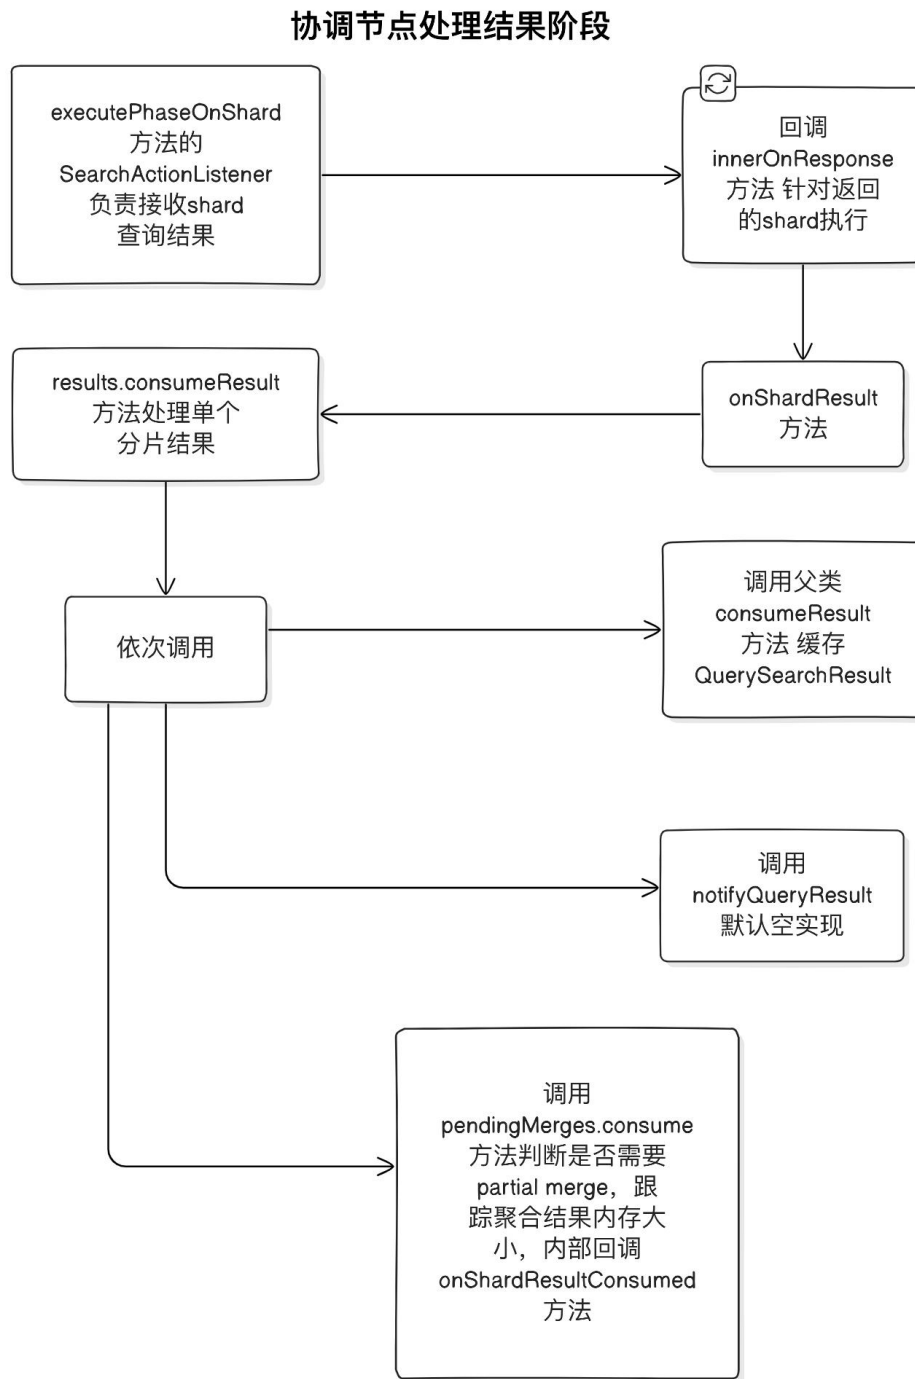 协调节点处理结果阶段
executePhaseOnShard
方法的
SearchActionListener
负责接收shard
查询结果
回调
innerOnResponse
方法 针对返回
的shard执行
onShardResult
方法
results.consumeResult
方法处理单个
分片结果
依次调用
调用父类
consumeResult
方法 缓存
QuerySearchResult
调用
notifyQueryResult
默认空实现
调用
pendingMerges.consume
方法判断是否需要
partial merge，跟
踪聚合结果内存大
小，内部回调
onShardResultConsumed
方法